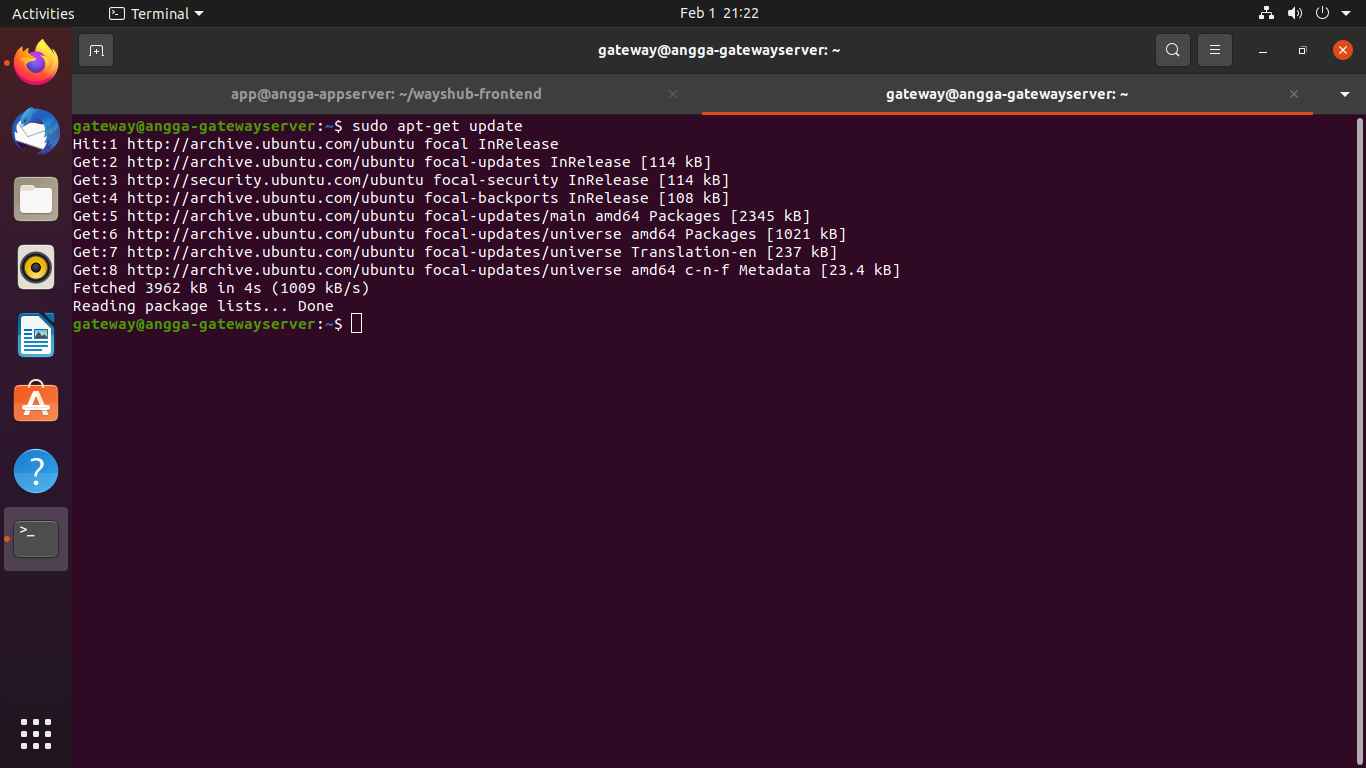 Activities
Terminal
Feb 1 21:22
gateway@angga-gatewayserver: ~
app@angga-appserver: ~/wayshub-frontend
gateway@angga-gatewayserver: ~
gateway@angga-gatewayserver:~$ sudo apt-get update
Hit:1 http://archive.ubuntu.com/ubuntu focal InRelease
Get:2 http://archive.ubuntu.com/ubuntu focal-updates InRelease [114 kB]
Get:3 http://security.ubuntu.com/ubuntu focal-security InRelease [114 kB]
Get:4 http://archive.ubuntu.com/ubuntu focal-backports InRelease [108 kB]
Get:5 http://archive.ubuntu.com/ubuntu focal-updates/main amd64 Packages [2345 kB]
Get:6 http://archive.ubuntu.com/ubuntu focal-updates/universe amd64 Packages [1021 kB]
Get:7 http://archive.ubuntu.com/ubuntu focal-updates/universe Translation-en [237 kB]
Get:8 http://archive.ubuntu.com/ubuntu focal-updates/universe amd64 c-n-f Metadata [23.4 kB]
Fetched 3962 kB in 4s (1009 kB/s)
Reading package lists... Done
gateway@angga-gatewayserver:~$